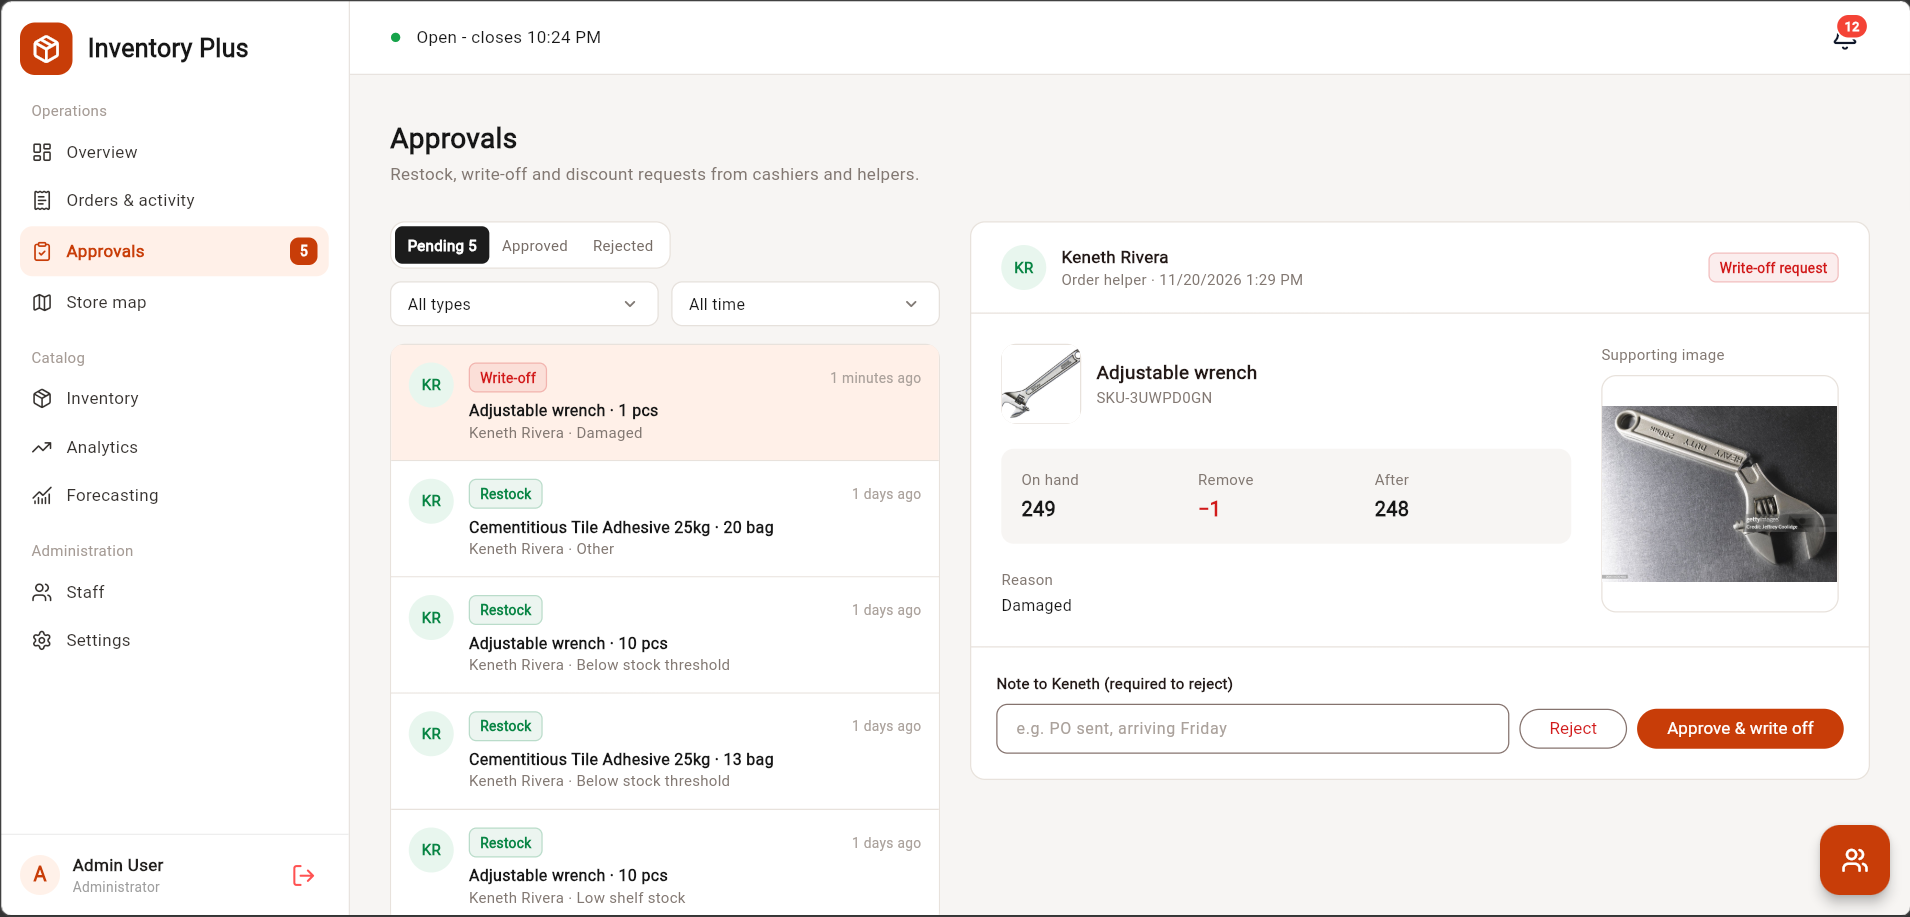 Inventory Plus
Open - closes 10:24 PM
12
Operations
Overview
Orders & activity
Approvals
5
Store map
Catalog
Inventory
Analytics
Forecasting
Administration
Staff
Settings
A
Admin User
Administrator
Approvals
Restock, write-off and discount requests from cashiers and helpers.
Pending 5
Approved
Rejected
All types
All time
KR
Write-off
1 minutes ago
Adjustable wrench · 1 pcs
Keneth Rivera · Damaged
KR
Restock
1 days ago
Cementitious Tile Adhesive 25kg · 20 bag
Keneth Rivera · Other
KR
Restock
1 days ago
Adjustable wrench · 10 pcs
Keneth Rivera · Below stock threshold
KR
Restock
1 days ago
Cementitious Tile Adhesive 25kg · 13 bag
Keneth Rivera · Below stock threshold
KR
Restock
1 days ago
Adjustable wrench · 10 pcs
Keneth Rivera · Low shelf stock
KR
Keneth Rivera
Order helper · 11/20/2026 1:29 PM
Write-off request
Adjustable wrench
SKU-3UWPD0GN
On hand
249
Remove
−1
After
248
Reason
Damaged
Supporting image
HEAVY DUTY
gettyimages
Credit: Jeffrey Coolidge
Note to Keneth (required to reject)
e.g. PO sent, arriving Friday
Reject
Approve & write off